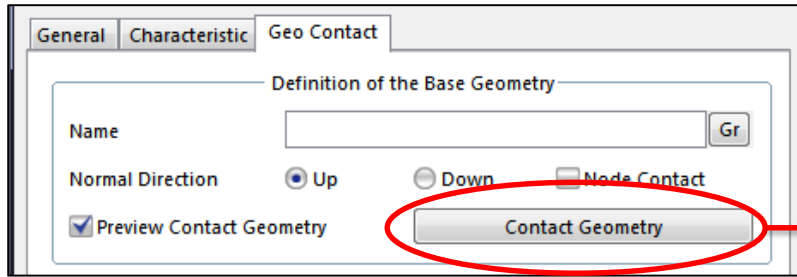 General Characteristic Geo Contact
Definition of the Base Geometry
Name Gr
Normal Direction Up Down Node Contact
Preview Contact Geometry Contact Geometry